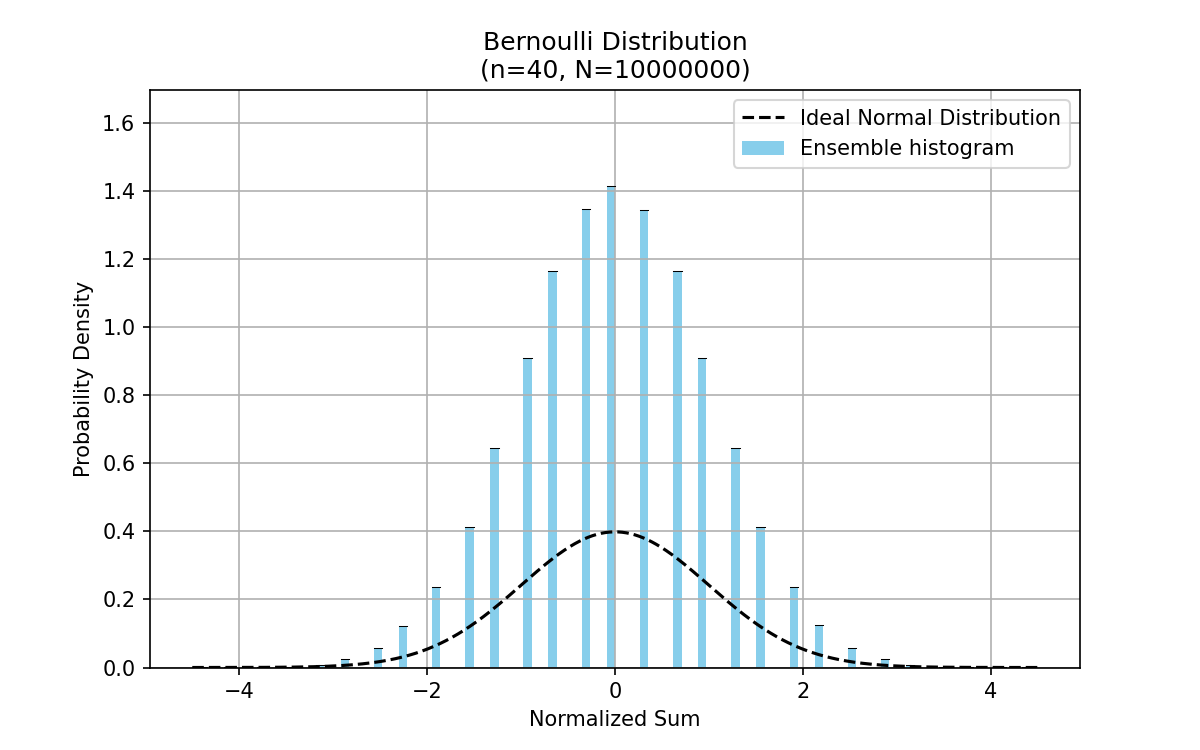 Bernoulli Distribution
(n=40, N=10000000)
Ideal Normal Distribution
Ensemble histogram
Probability Density
1.6
1.4
1.2
1.0
0.8
0.6
0.4
0.2
0.0
−4
−2
0
2
4
Normalized Sum